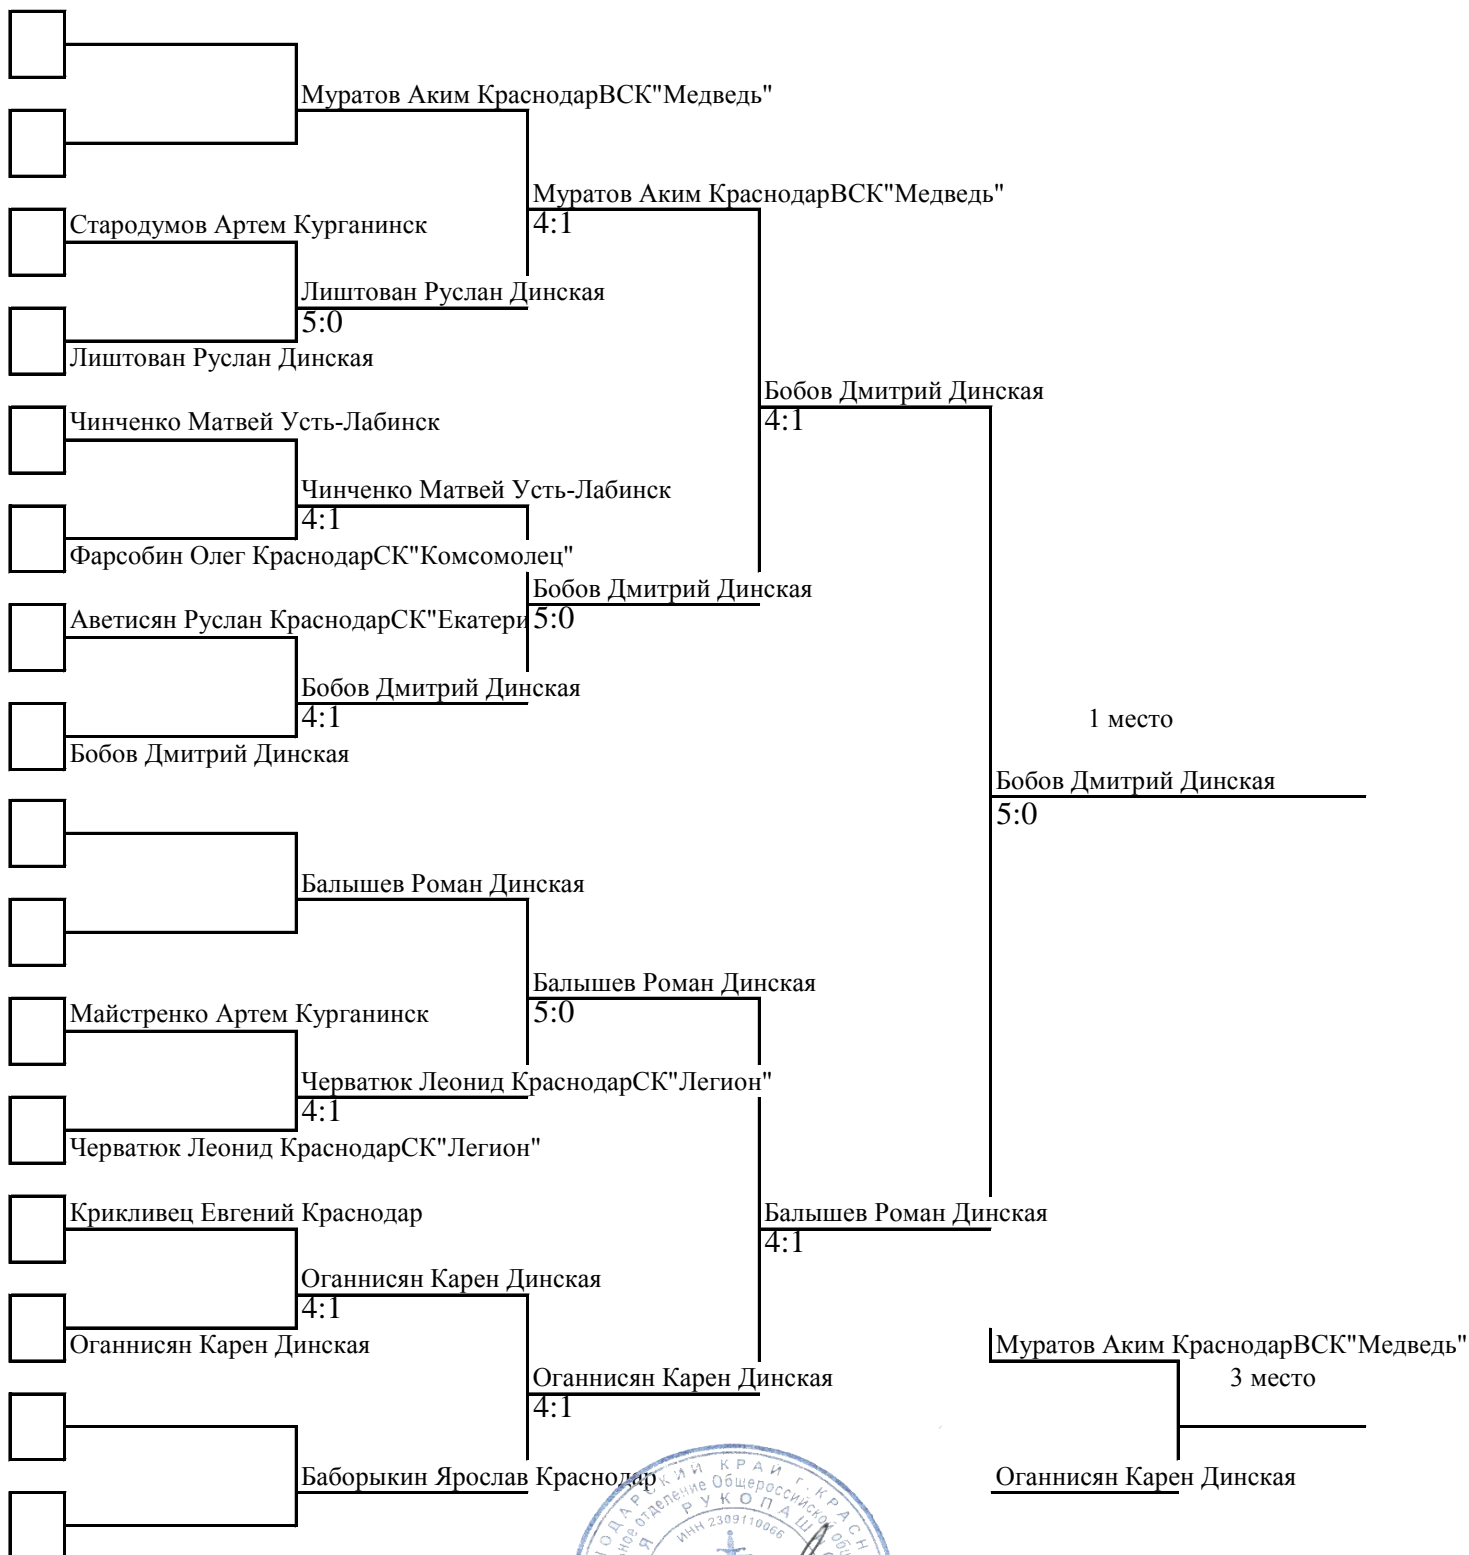 Муратов Аким КраснодарВСК"Медведь"
Муратов Аким КраснодарВСК"Медведь"
4:1
Стародумов Артем Курганинск
Лиштован Руслан Динская
5:0
Лиштован Руслан Динская
Бобов Дмитрий Динская
4:1
Чинченко Матвей Усть-Лабинск
Чинченко Матвей Усть-Лабинск
4:1
Фарсобин Олег КраснодарСК"Комсомолец"
Бобов Дмитрий Динская
5:0
Аветисян Руслан КраснодарСК"Екатери
Бобов Дмитрий Динская
4:1
Бобов Дмитрий Динская
1 место
Бобов Дмитрий Динская
5:0
Балышев Роман Динская
Балышев Роман Динская
5:0
Майстренко Артем Курганинск
Черватюк Леонид КраснодарСК"Легион"
4:1
Черватюк Леонид КраснодарСК"Легион"
Крикливец Евгений Краснодар
Балышев Роман Динская
4:1
Оганнисян Карен Динская
4:1
Оганнисян Карен Динская
Муратов Аким КраснодарВСК"Медведь"
3 место
Оганнисян Карен Динская
4:1
Баборыкин Ярослав Краснодар
Оганнисян Карен Динская
КРАЙ Г.
Общероссийской
ИНН 2309110066